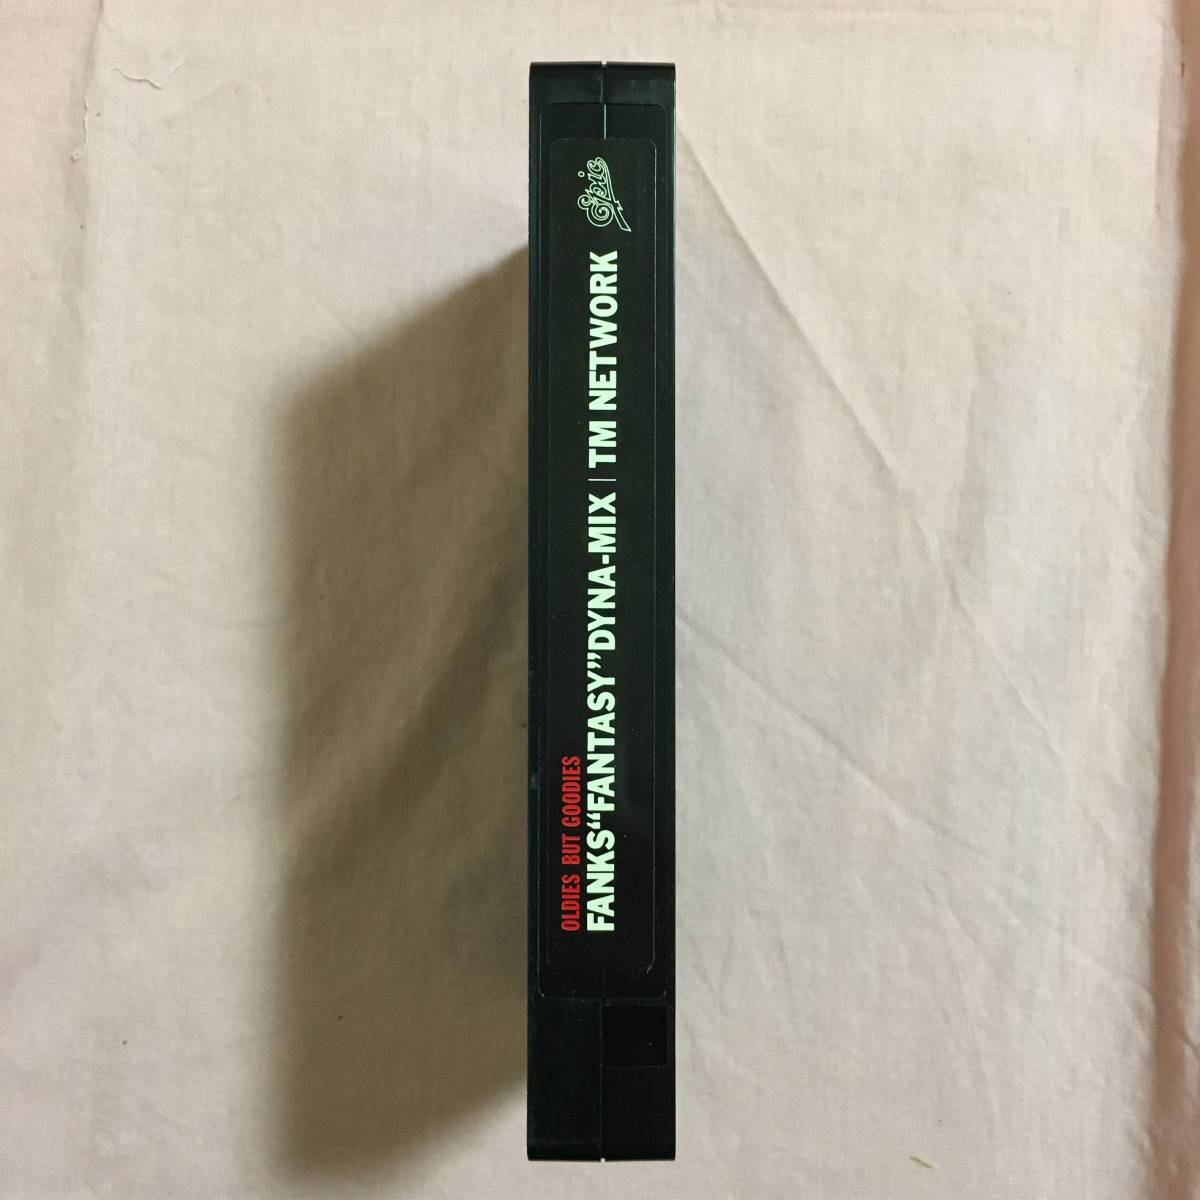 OLDIES BUT GOODIES
FANKS“FANTASY”DYNA-MIX | TM NETWORK
Epic